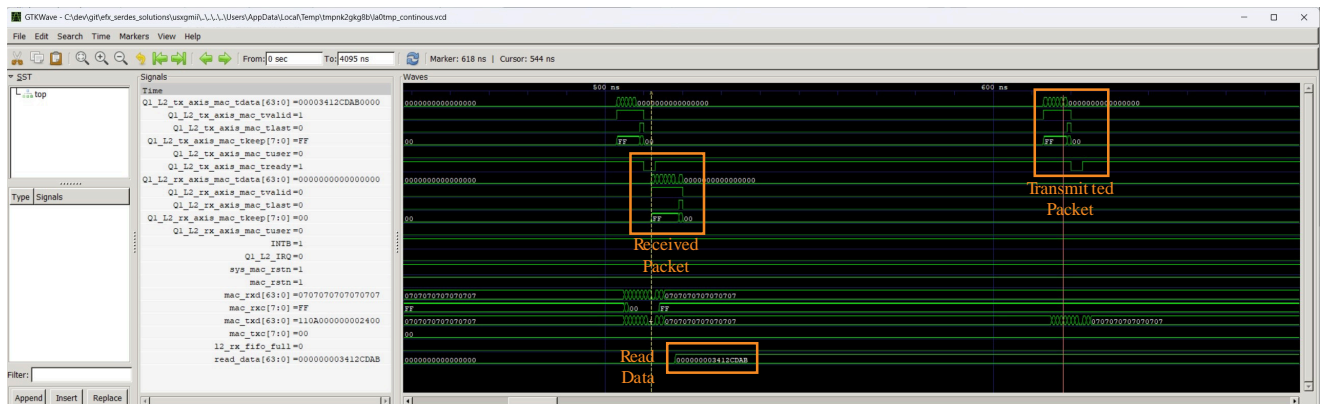 GTKWave - C:\dev\git\efx_serdes_solutions\usxgmii\..\..\..\Users\AppData\Local\Temp\tmpnk2gkg8b\la0tmp_continous.vcd
File Edit Search Time Markers View Help
From: 0 sec To: 4095 ns Marker: 618 ns | Cursor: 544 ns
SST
top
Type Signals
Filter:
Append Insert Replace
Signals
Time
Q1_L2_tx_axis_mac_tdata[63:0] =00003412CDAB0000
Q1_L2_tx_axis_mac_tvalid =1
Q1_L2_tx_axis_mac_tlast =0
Q1_L2_tx_axis_mac_tkeep[7:0] =FF
Q1_L2_tx_axis_mac_tuser =0
Q1_L2_tx_axis_mac_tready =1
Q1_L2_rx_axis_mac_tdata[63:0] =0000000000000000
Q1_L2_rx_axis_mac_tvalid =0
Q1_L2_rx_axis_mac_tlast =0
Q1_L2_rx_axis_mac_tkeep[7:0] =00
Q1_L2_rx_axis_mac_tuser =0
INTB =1
Q1_L2_IRQ =0
sys_mac_rstn =1
mac_rstn =1
mac_rxd[63:0] =0707070707070707
mac_rxc[7:0] =FF
mac_txd[63:0] =110A000000002400
mac_txc[7:0] =00
l2_rx_fifo_full =0
read_data[63:0] =000000003412CDAB
Waves
500 ns 600 ns
0000000000000000 0000000000000000 0000000000000000
00 FF 00 FF 00
0000000000000000 0000000000000000
Transmitted
Packet
00 FF 00
Received
Packet
0707070707070707 0707070707070707
FF 00 FF
0707070707070707 0707070707070707 0707070707070707
00
Read
Data
0000000000000000 000000003412CDAB